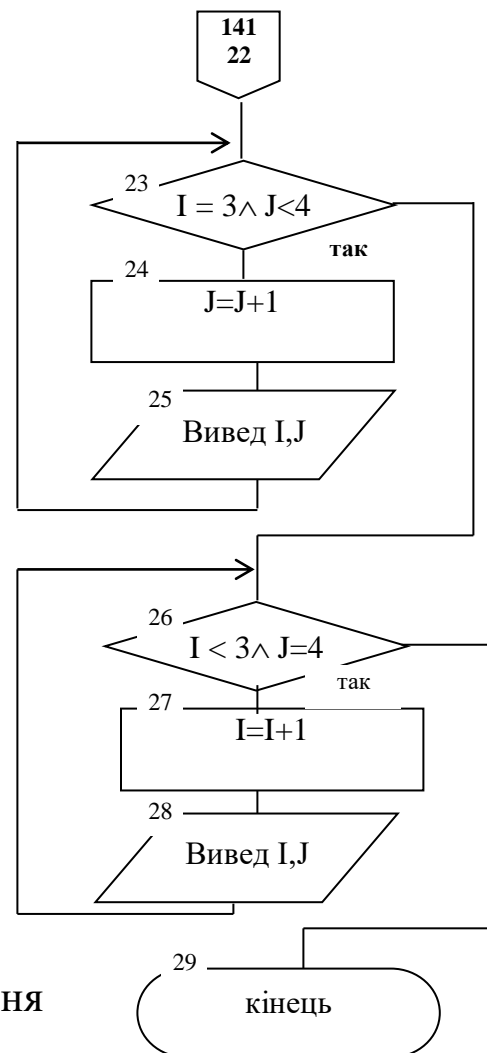 141
22
23
I = 3∧ J<4
так
24
J=J+1
25
Вивед I,J
26
I < 3∧ J=4
так
27
I=I+1
28
Вивед I,J
29
кінець
ня